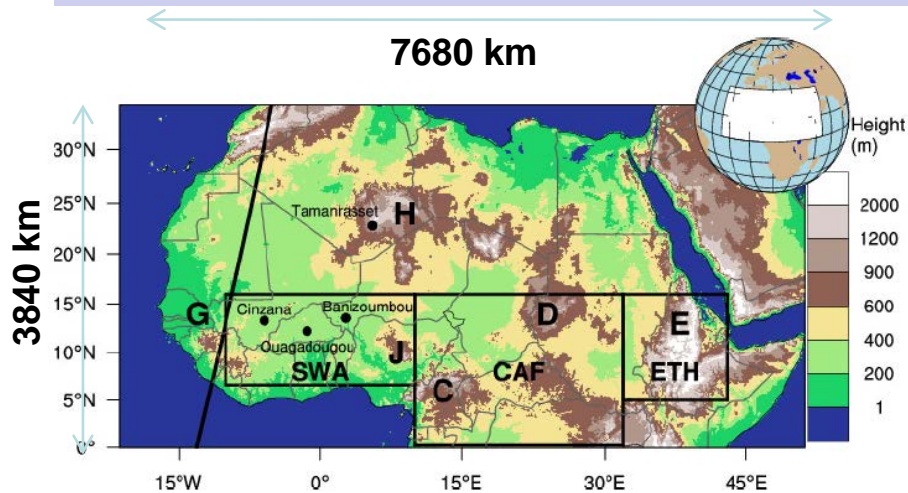 7680 km
3840 km
Height
(m)
2000
1200
900
600
400
200
1
30°N
25°N
20°N
15°N
10°N
5°N
0°
15°W
0°
15°E
30°E
45°E
Tamanrasset
H
G
Cinzana
Banizoumbou
Ouagadougou
J
SWA
D
C
CAF
E
ETH